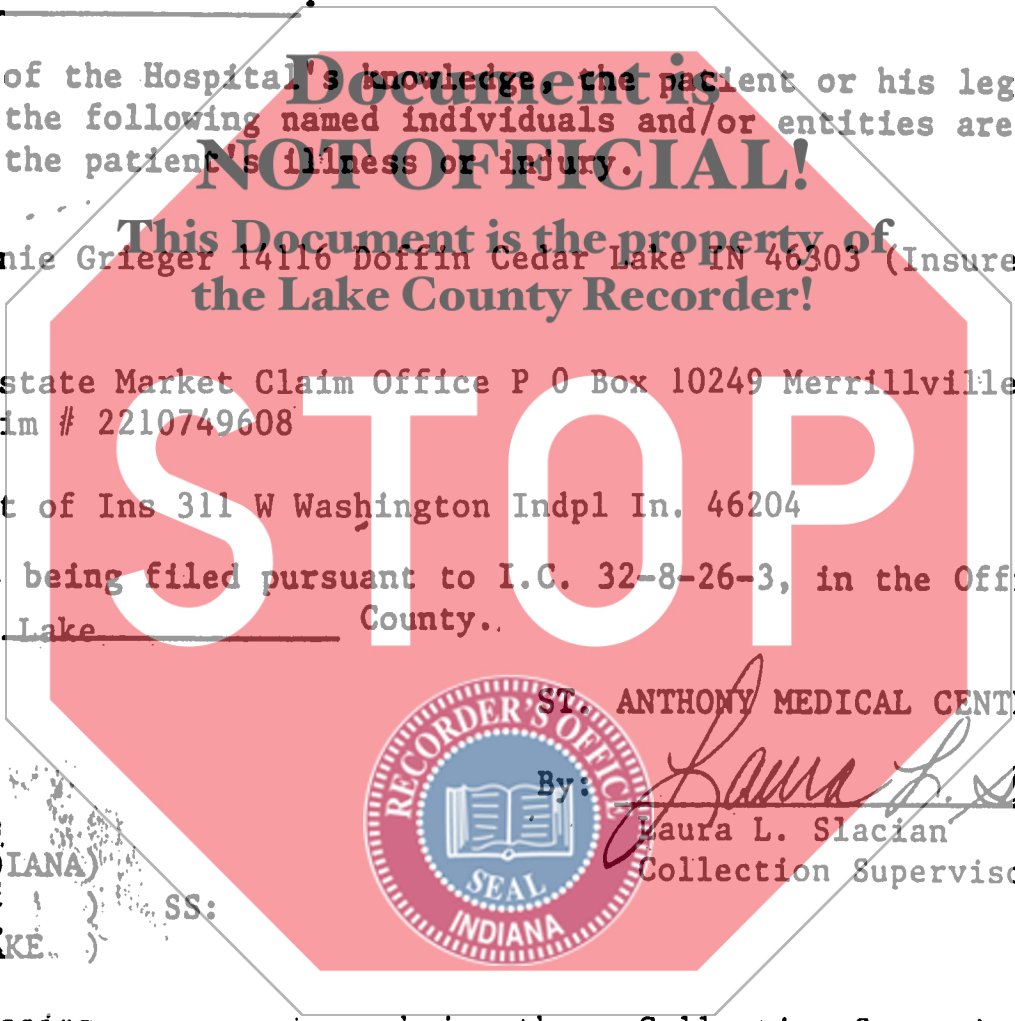 of the Hospital's knowledge, the patient or his leg
the following named individuals and/or entities are
the patient's illness or injury.
Document is
NOT OFFICIAL!
This Document is the property of
the Lake County Recorder!
nie Grieger 14116 Doffin Cedar Lake IN 46303 (Insure
state Market Claim Office P O Box 10249 Merrillville
im # 2210749608
t of Ins 311 W Washington Indpl In. 46204
being filed pursuant to I.C. 32-8-26-3, in the Offi
Lake County.
STOP
ST. ANTHONY MEDICAL CENT
By: Laura L.
Laura L. Slacian
Collection Superviso
DIANA)
) SS:
KE )
RECORDER'S OFFICE
SEAL
INDIANA